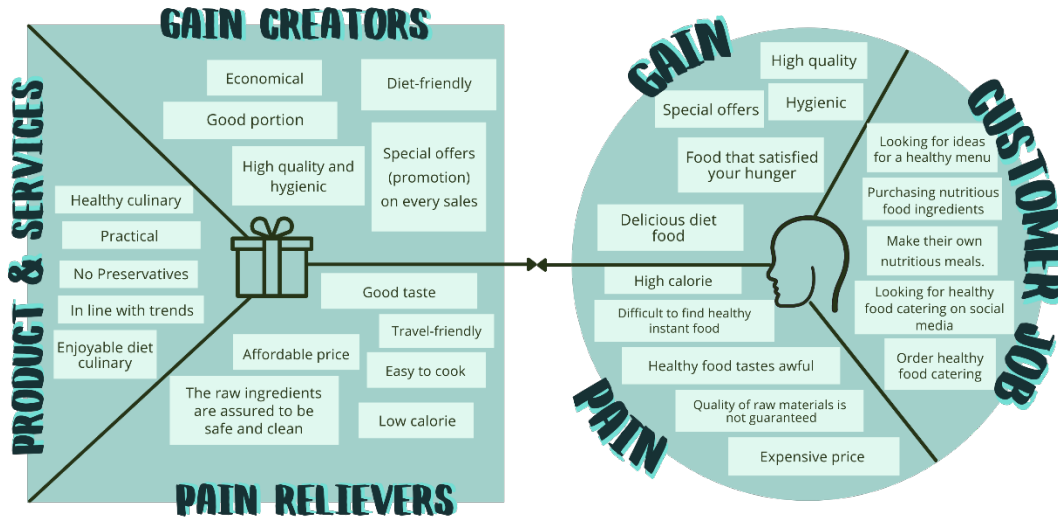 GAIN CREATORS
Economical
Diet-friendly
Good portion
High quality and
hygienic
Special offers
(promotion)
on every sales
PRODUCT & SERVICES
Healthy culinary
Practical
No Preservatives
In line with trends
Enjoyable diet
culinary
Good taste
Travel-friendly
Affordable price
Easy to cook
The raw ingredients
are assured to be
safe and clean
Low calorie
PAIN RELIEVERS
GAIN
High quality
Special offers
Hygienic
Food that satisfied
your hunger
Delicious diet
food
CUSTOMER JOB
Looking for ideas
for a healthy menu
Purchasing nutritious
food ingredients
Make their own
nutritious meals.
Looking for healthy
food catering on social
media
Order healthy
food catering
PAIN
High calorie
Difficult to find healthy
instant food
Healthy food tastes awful
Quality of raw materials is
not guaranteed
Expensive price